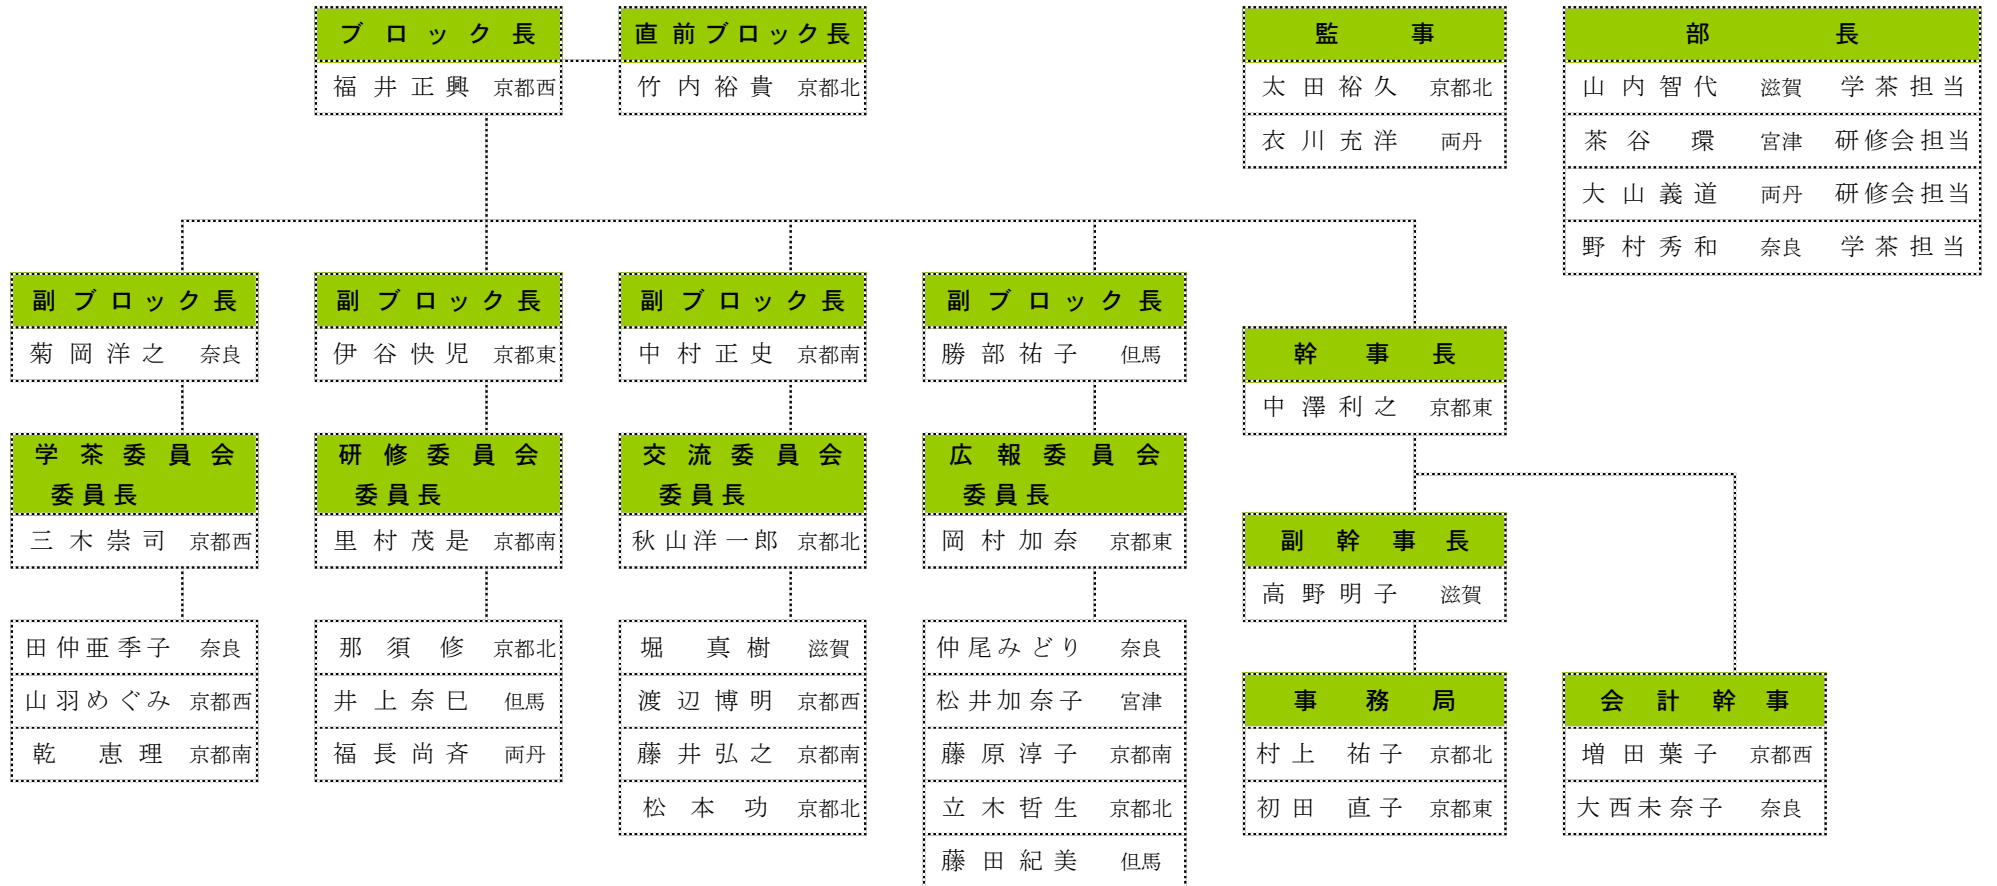 ブロック長
福井正興 京都西
直前ブロック長
竹内裕貴 京都北
監事
太田裕久 京都北
衣川充洋 両丹
部長
山内智代 滋賀 学茶担当
茶谷環 宮津 研修会担当
大山義道 両丹 研修会担当
野村秀和 奈良 学茶担当
副ブロック長
菊岡洋之 奈良
学茶委員会
委員長
三木崇司 京都西
田仲亜季子 奈良
山羽めぐみ 京都西
乾恵理 京都南
副ブロック長
伊谷快児 京都東
研修委員会
委員長
里村茂是 京都南
那須修 京都北
井上奈巳 但馬
福長尚斉 両丹
副ブロック長
中村正史 京都南
交流委員会
委員長
秋山洋一郎 京都北
堀真樹 滋賀
渡辺博明 京都西
藤井弘之 京都南
松本功 京都北
副ブロック長
勝部祐子 但馬
広報委員会
委員長
岡村加奈 京都東
仲尾みどり 奈良
松井加奈子 宮津
藤原淳子 京都南
立木哲生 京都北
藤田紀美 但馬
幹事長
中澤利之 京都東
副幹事長
高野明子 滋賀
事務局
村上祐子 京都北
初田直子 京都東
会計幹事
増田葉子 京都西
大西未奈子 奈良